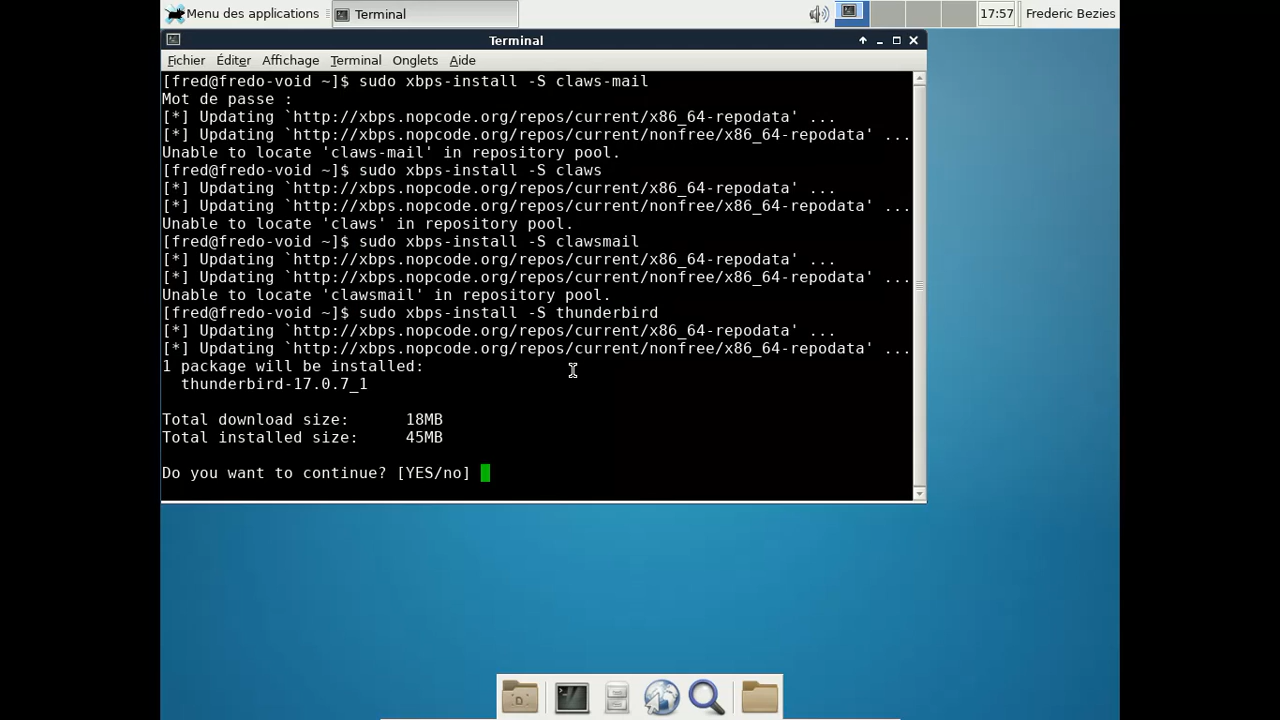 Menu des applications
Terminal
17:57
Frederic Bezies
Terminal
Fichier Éditer Affichage Terminal Onglets Aide
[fred@fredo-void ~]$ sudo xbps-install -S claws-mail
Mot de passe :
[*] Updating `http://xbps.nopcode.org/repos/current/x86_64-repodata' ...
[*] Updating `http://xbps.nopcode.org/repos/current/nonfree/x86_64-repodata' ...
Unable to locate 'claws-mail' in repository pool.
[fred@fredo-void ~]$ sudo xbps-install -S claws
[*] Updating `http://xbps.nopcode.org/repos/current/x86_64-repodata' ...
[*] Updating `http://xbps.nopcode.org/repos/current/nonfree/x86_64-repodata' ...
Unable to locate 'claws' in repository pool.
[fred@fredo-void ~]$ sudo xbps-install -S clawsmail
[*] Updating `http://xbps.nopcode.org/repos/current/x86_64-repodata' ...
[*] Updating `http://xbps.nopcode.org/repos/current/nonfree/x86_64-repodata' ...
Unable to locate 'clawsmail' in repository pool.
[fred@fredo-void ~]$ sudo xbps-install -S thunderbird
[*] Updating `http://xbps.nopcode.org/repos/current/x86_64-repodata' ...
[*] Updating `http://xbps.nopcode.org/repos/current/nonfree/x86_64-repodata' ...
1 package will be installed:
thunderbird-17.0.7_1
Total download size: 18MB
Total installed size: 45MB
Do you want to continue? [YES/no]
D